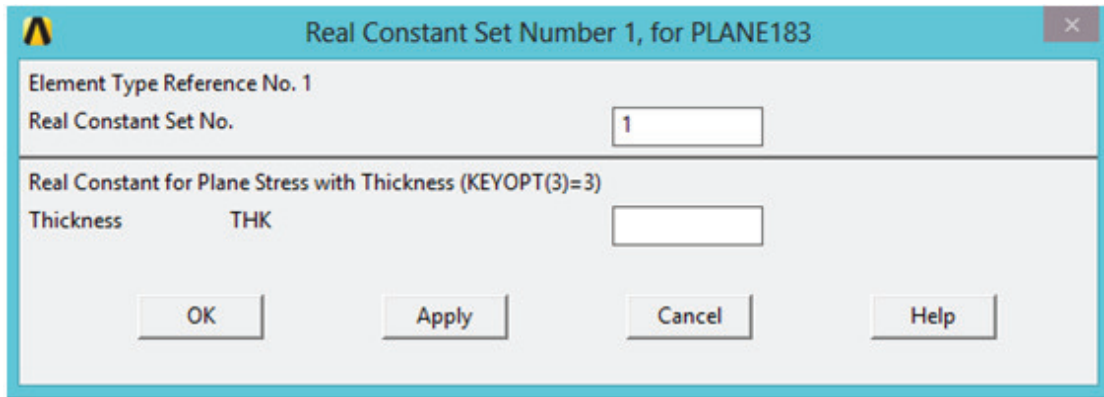 Real Constant Set Number 1, for PLANE183
Element Type Reference No. 1
Real Constant Set No. 1
Real Constant for Plane Stress with Thickness (KEYOPT(3)=3)
Thickness THK
OK Apply Cancel Help